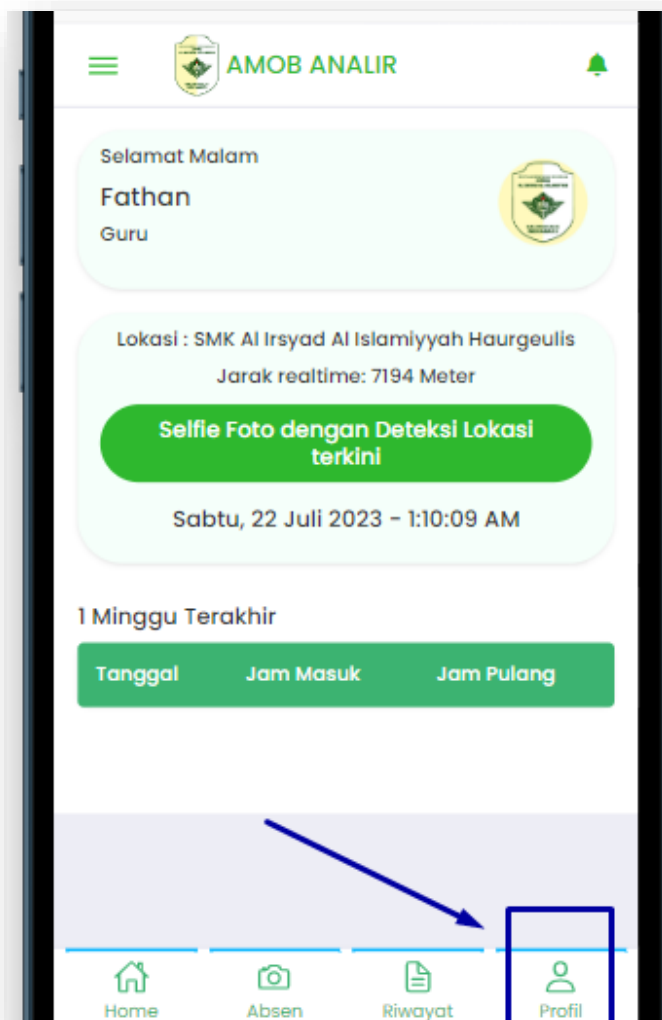 AMOB ANALIR
Selamat Malam
Fathan
Guru
Lokasi : SMK Al Irsyad Al Islamiyyah Haurgeulis
Jarak realtime: 7194 Meter
Selfie Foto dengan Deteksi Lokasi
terkini
Sabtu, 22 Juli 2023 - 1:10:09 AM
1 Minggu Terakhir
Tanggal Jam Masuk Jam Pulang
Home Absen Riwayat Profil